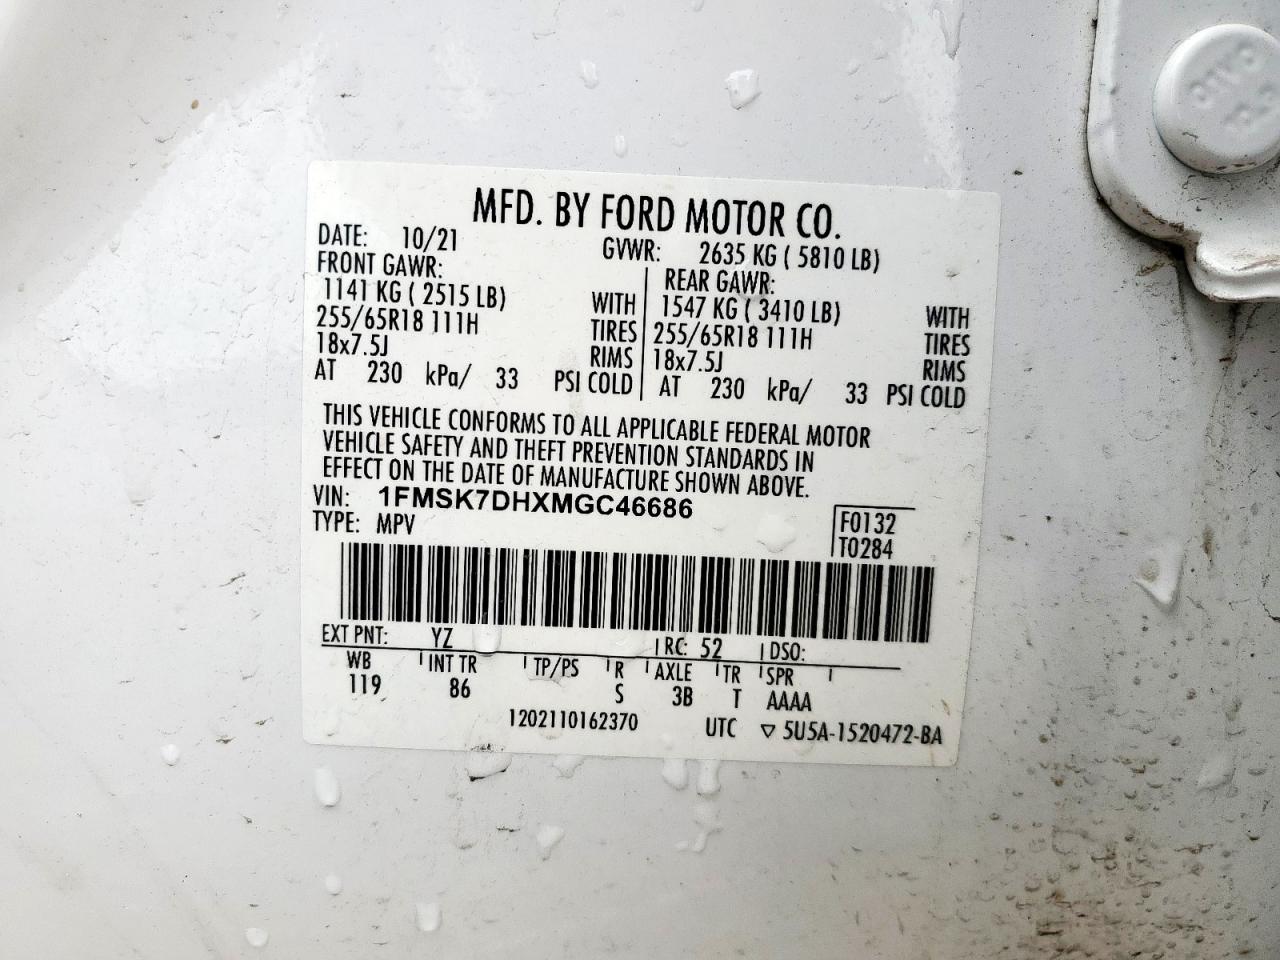 MFD. BY FORD MOTOR CO.
DATE: 10/21 GVWR: 2635 KG ( 5810 LB)
FRONT GAWR: REAR GAWR:
1141 KG ( 2515 LB) WITH 1547 KG ( 3410 LB) WITH
255/65R18 111H TIRES 255/65R18 111H TIRES
18x7.5J RIMS 18x7.5J RIMS
AT 230 kPa/ 33 PSI COLD AT 230 kPa/ 33 PSI COLD
THIS VEHICLE CONFORMS TO ALL APPLICABLE FEDERAL MOTOR
VEHICLE SAFETY AND THEFT PREVENTION STANDARDS IN
EFFECT ON THE DATE OF MANUFACTURE SHOWN ABOVE.
VIN: 1FMSK7DHXMGC46686
TYPE: MPV
F0132
T0284
EXT PNT: YZ RC: 52 DSO:
WB INT TR TP/PS R AXLE TR SPR
119 86 S 3B T AAAA
1202110162370 UTC ▽ 5U5A-1520472-BA